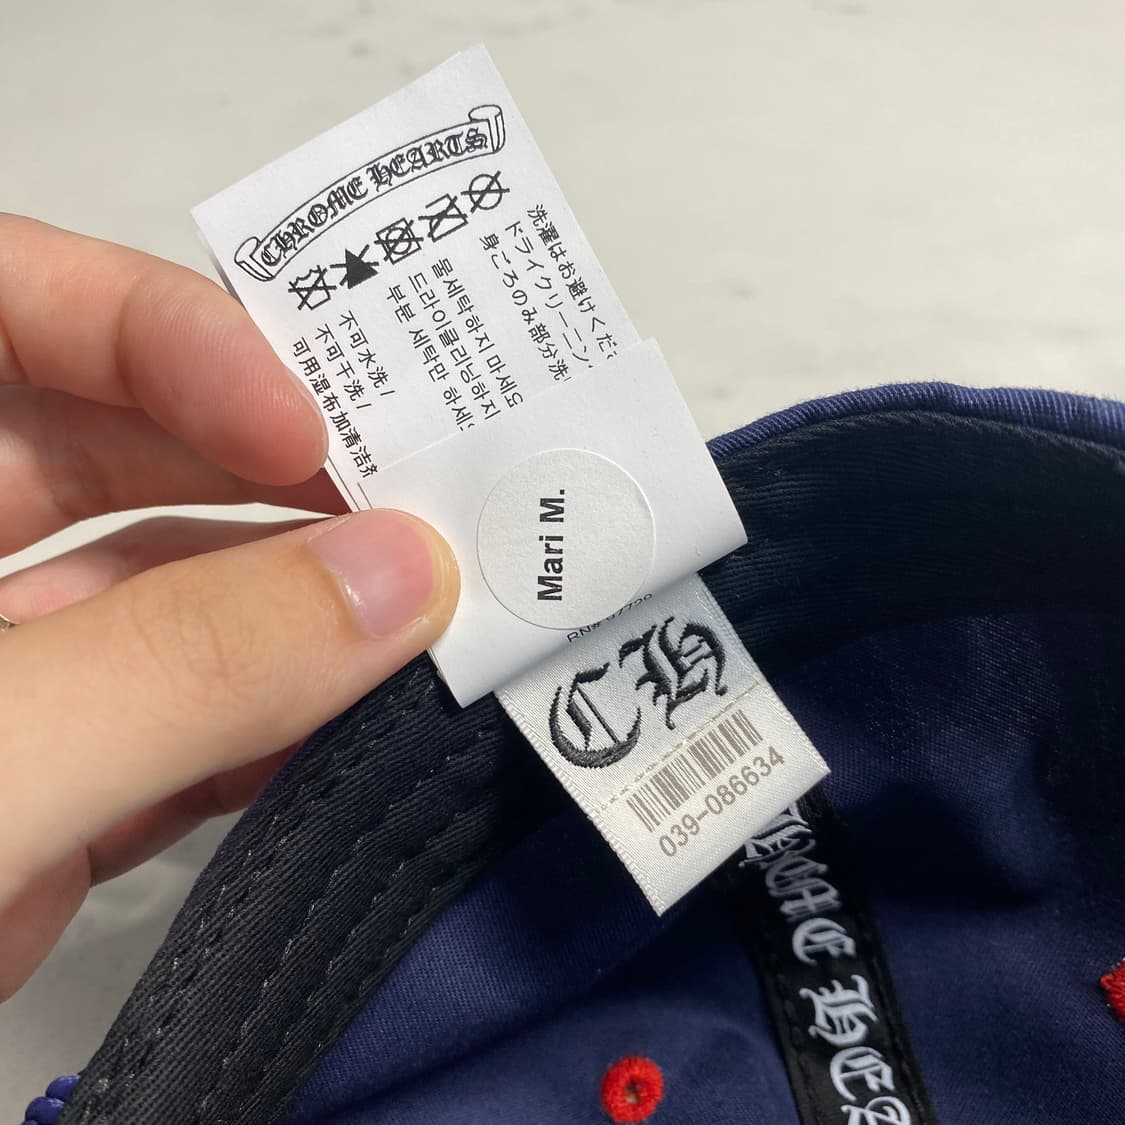 CHROME HEARTS
洗濯はお避けくだ
ドライクリーニン
身ごろのみ部分洗
물세탁하지 마세요
드라이클리닝하지
부분 세탁만 하세
不可水洗/
不可干洗/
可用湿布加清洁剂
Mari M.
RN#
CH
039-086634